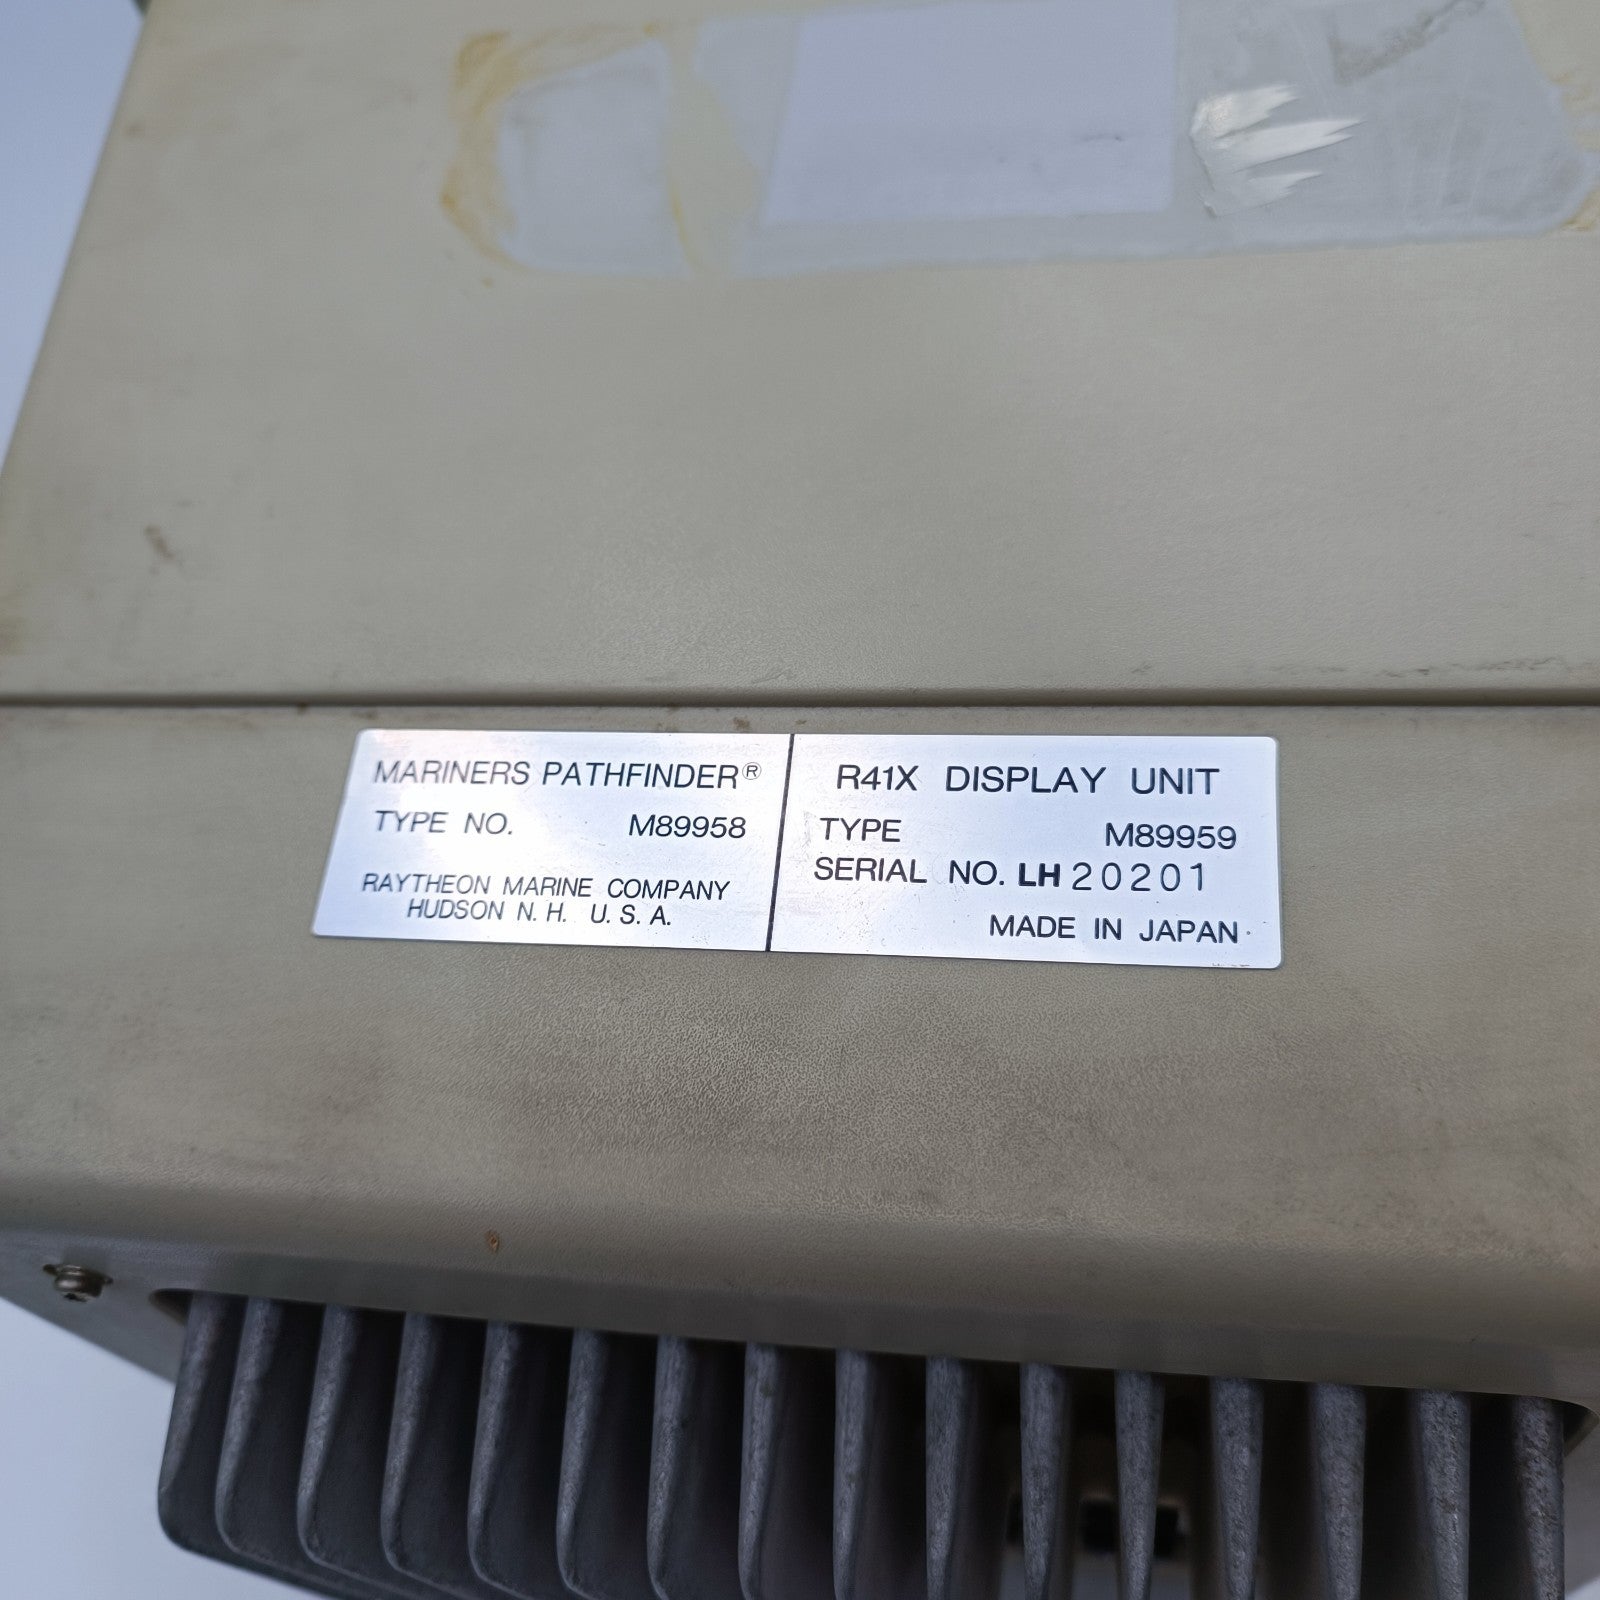 MARINERS PATHFINDER®
TYPE NO. M89958
RAYTHEON MARINE COMPANY
HUDSON N. H. U. S. A.
R41X DISPLAY UNIT
TYPE M89959
SERIAL NO. LH 20201
MADE IN JAPAN